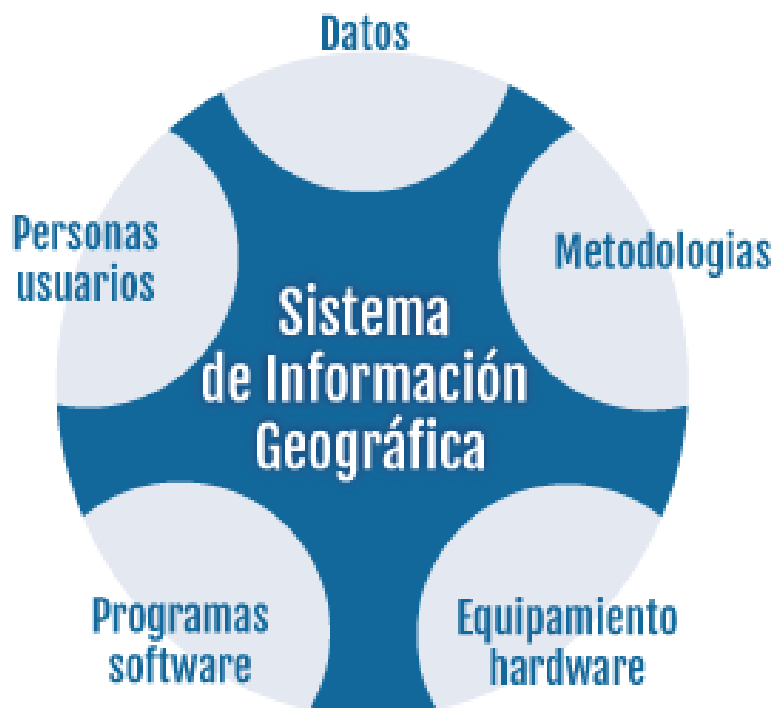 Datos
Personas
usuarios
Metodologias
Sistema
de Información
Geográfica
Programas
software
Equipamiento
hardware